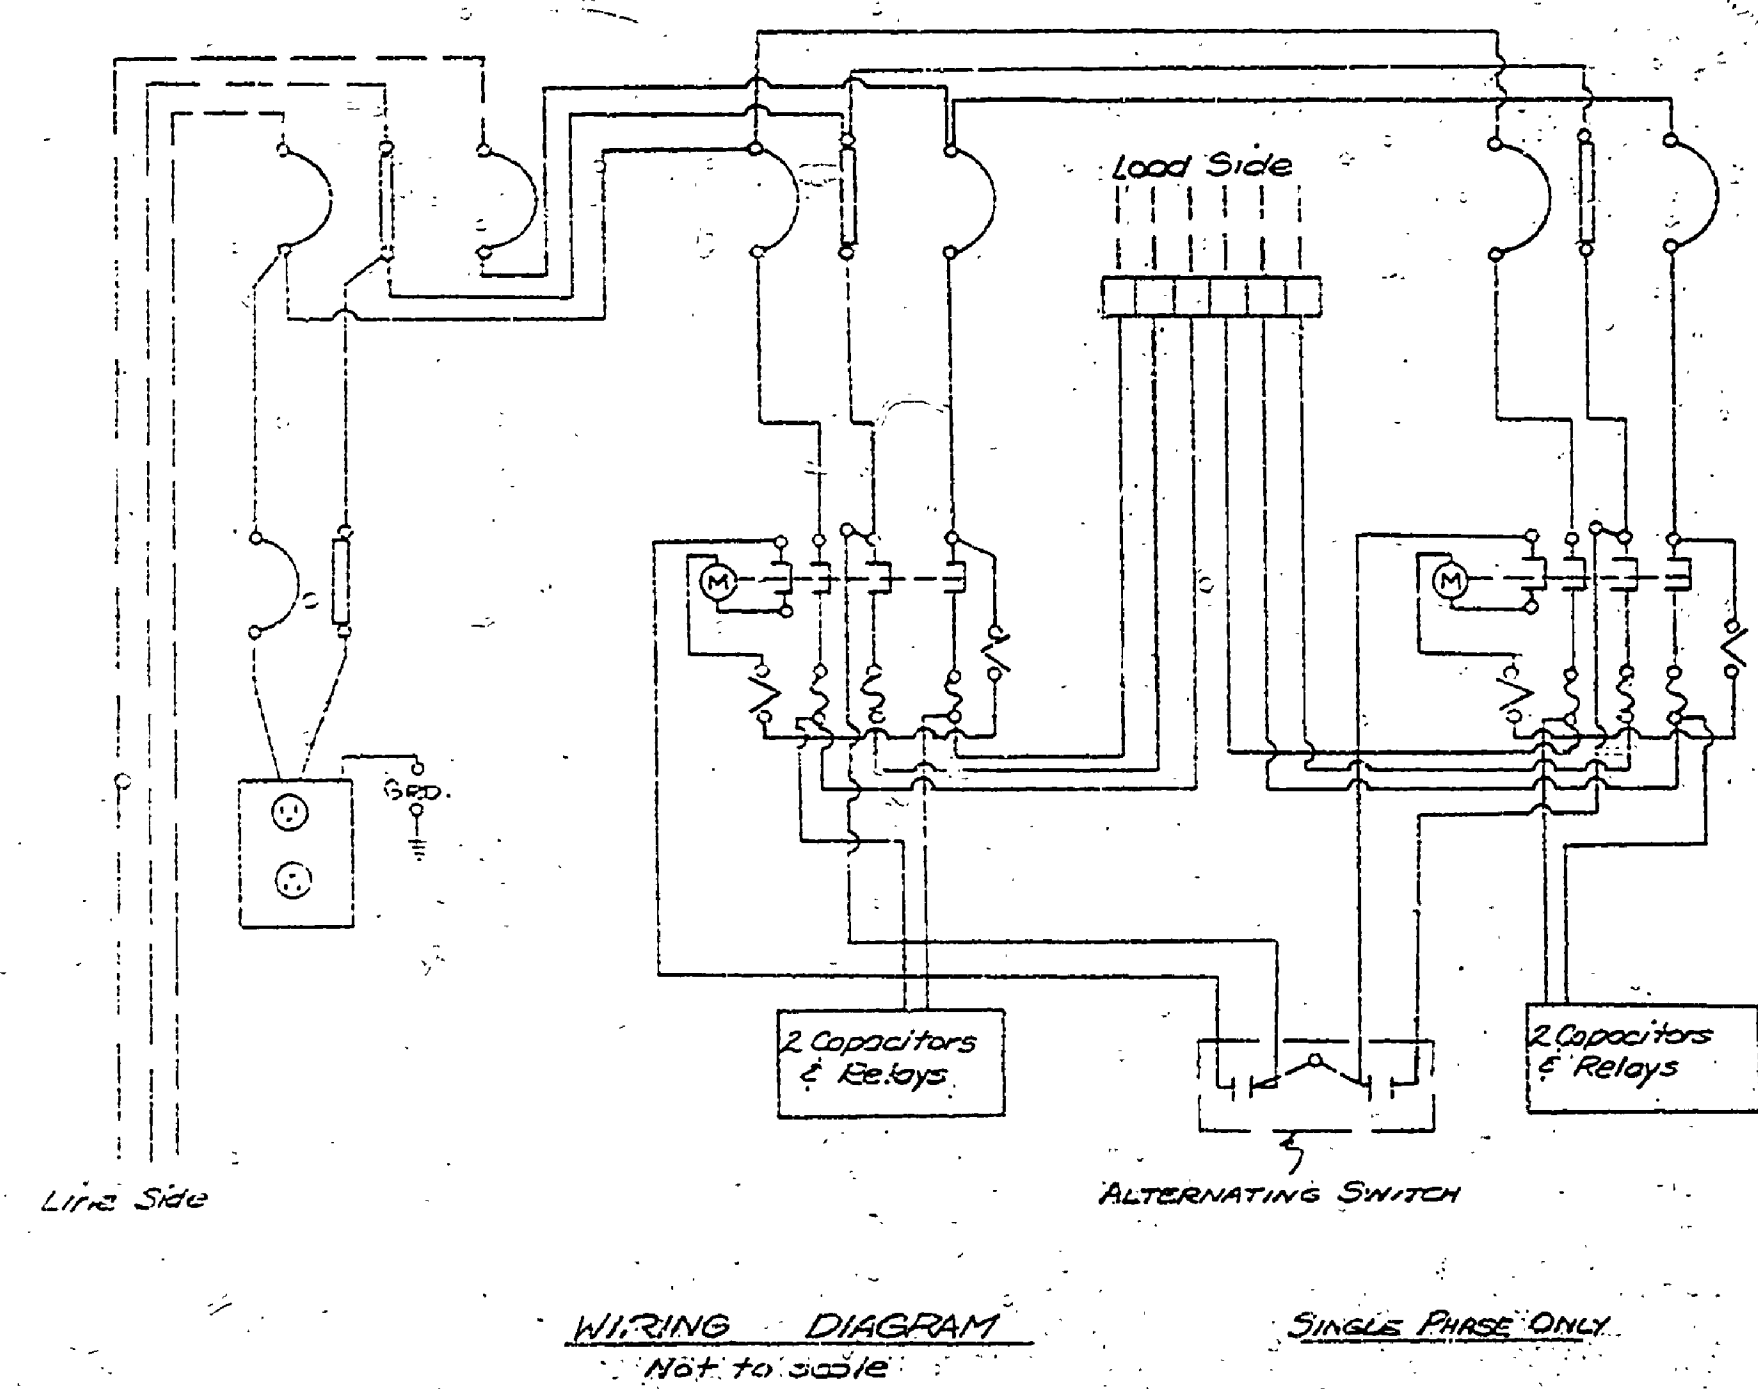 Load Side
M
M
GRD.
2 Capacitors
& Relays
2 Capacitors
& Relays
Line Side
ALTERNATING SWITCH
WIRING DIAGRAM
SINGLE PHASE ONLY
Not to scale